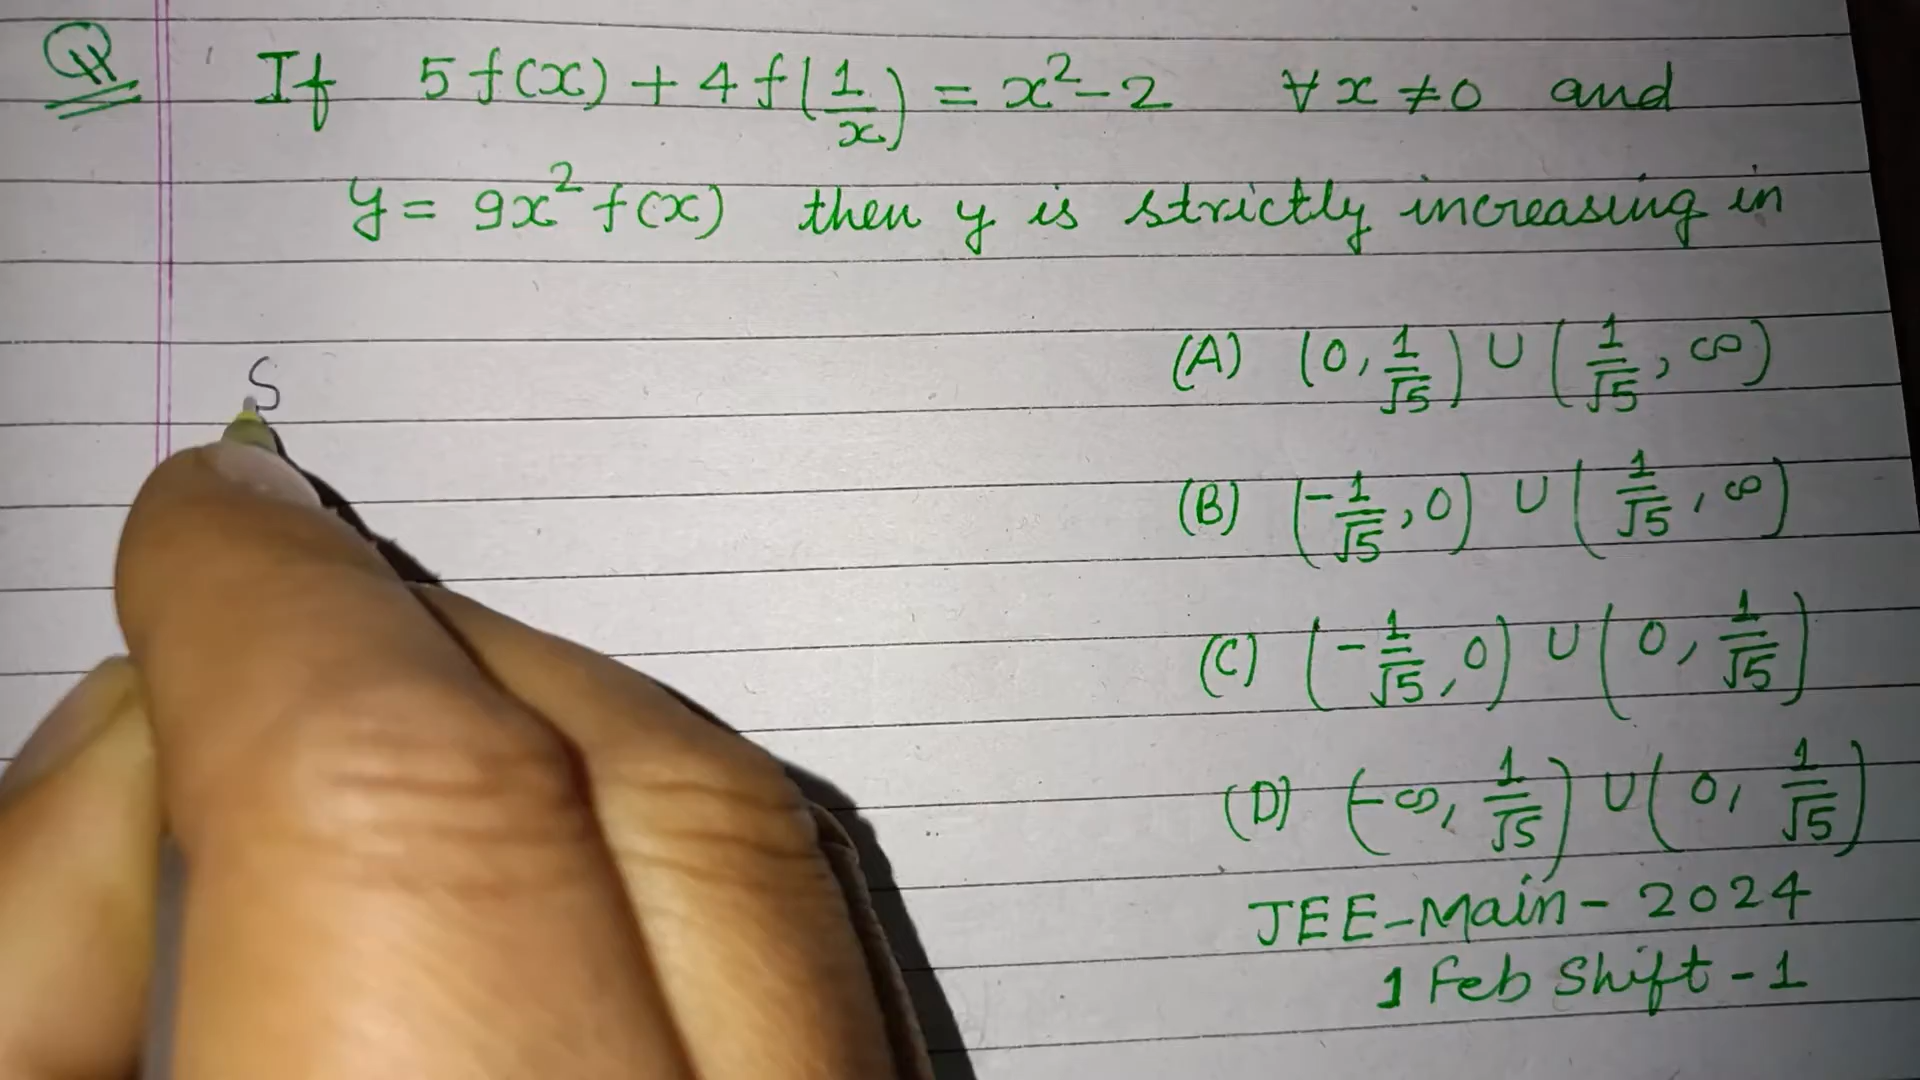 Q If 5f(x) + 4f(1/x) = x² - 2 ∀ x ≠ 0 and
y = 9x² f(x) then y is strictly increasing in
S
(A) (0, 1/√5) ∪ (1/√5, ∞)
(B) (-1/√5, 0) ∪ (1/√5, ∞)
(C) (-1/√5, 0) ∪ (0, 1/√5)
(D) (-∞, 1/√5) ∪ (0, 1/√5)
JEE-Main-2024
1 Feb Shift-1